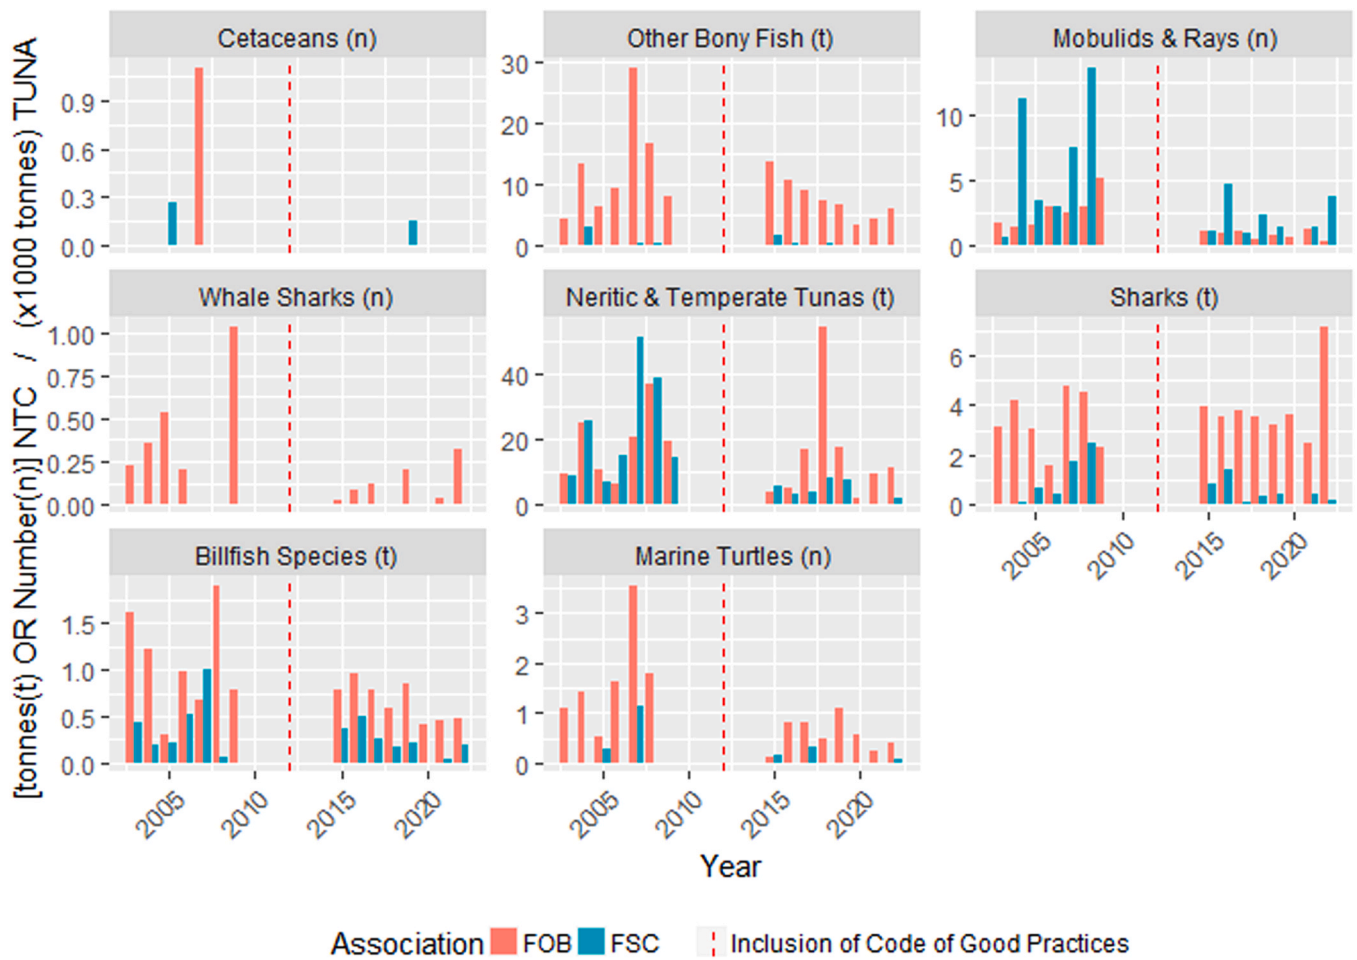 [tonnes(t) OR Number(n)] NTC / (x1000 tonnes) TUNA
Cetaceans (n)
0.9
0.6
0.3
0.0
Other Bony Fish (t)
30
20
10
0
Mobulids & Rays (n)
10
5
0
Whale Sharks (n)
1.00
0.75
0.50
0.25
0.00
Neritic & Temperate Tunas (t)
40
20
0
Sharks (t)
6
4
2
0
2005 2010 2015 2020
Billfish Species (t)
1.5
1.0
0.5
0.0
2005 2010 2015 2020
Marine Turtles (n)
3
2
1
0
2005 2010 2015 2020
Year
Association FOB FSC Inclusion of Code of Good Practices